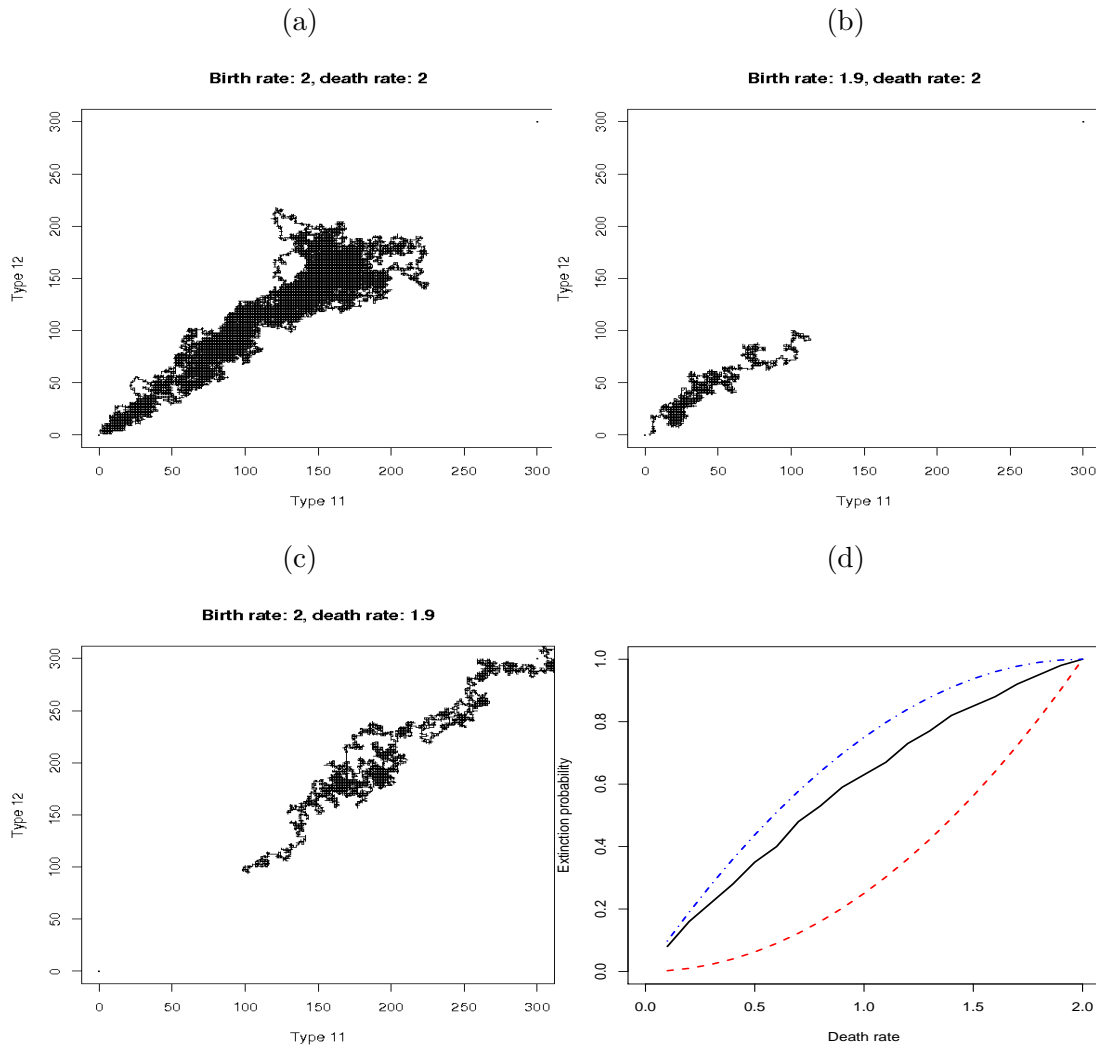 (a)
Birth rate: 2, death rate: 2
Type 12
300
250
200
150
100
50
0
0 50 100 150 200 250 300
Type 11
(b)
Birth rate: 1.9, death rate: 2
Type 12
300
250
200
150
100
50
0
0 50 100 150 200 250 300
Type 11
(c)
Birth rate: 2, death rate: 1.9
Type 12
300
250
200
150
100
50
0
0 50 100 150 200 250 300
Type 11
(d)
Extinction probability
1.0
0.8
0.6
0.4
0.2
0.0
0.0 0.5 1.0 1.5 2.0
Death rate